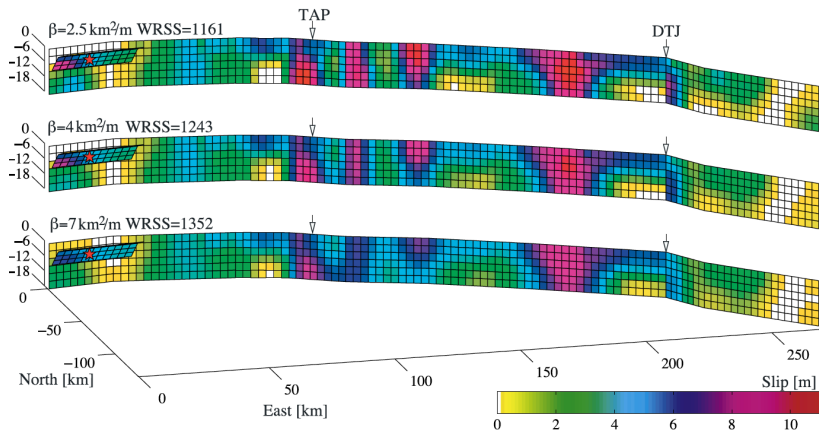 TAP
DTJ
β=2.5 km²/m WRSS=1161
0
−6
−12
−18
β=4 km²/m WRSS=1243
0
−6
−12
−18
β=7 km²/m WRSS=1352
0
−6
−12
−18
0
−50
−100
North [km]
0
50
100
150
200
250
East [km]
Slip [m]
0 2 4 6 8 10